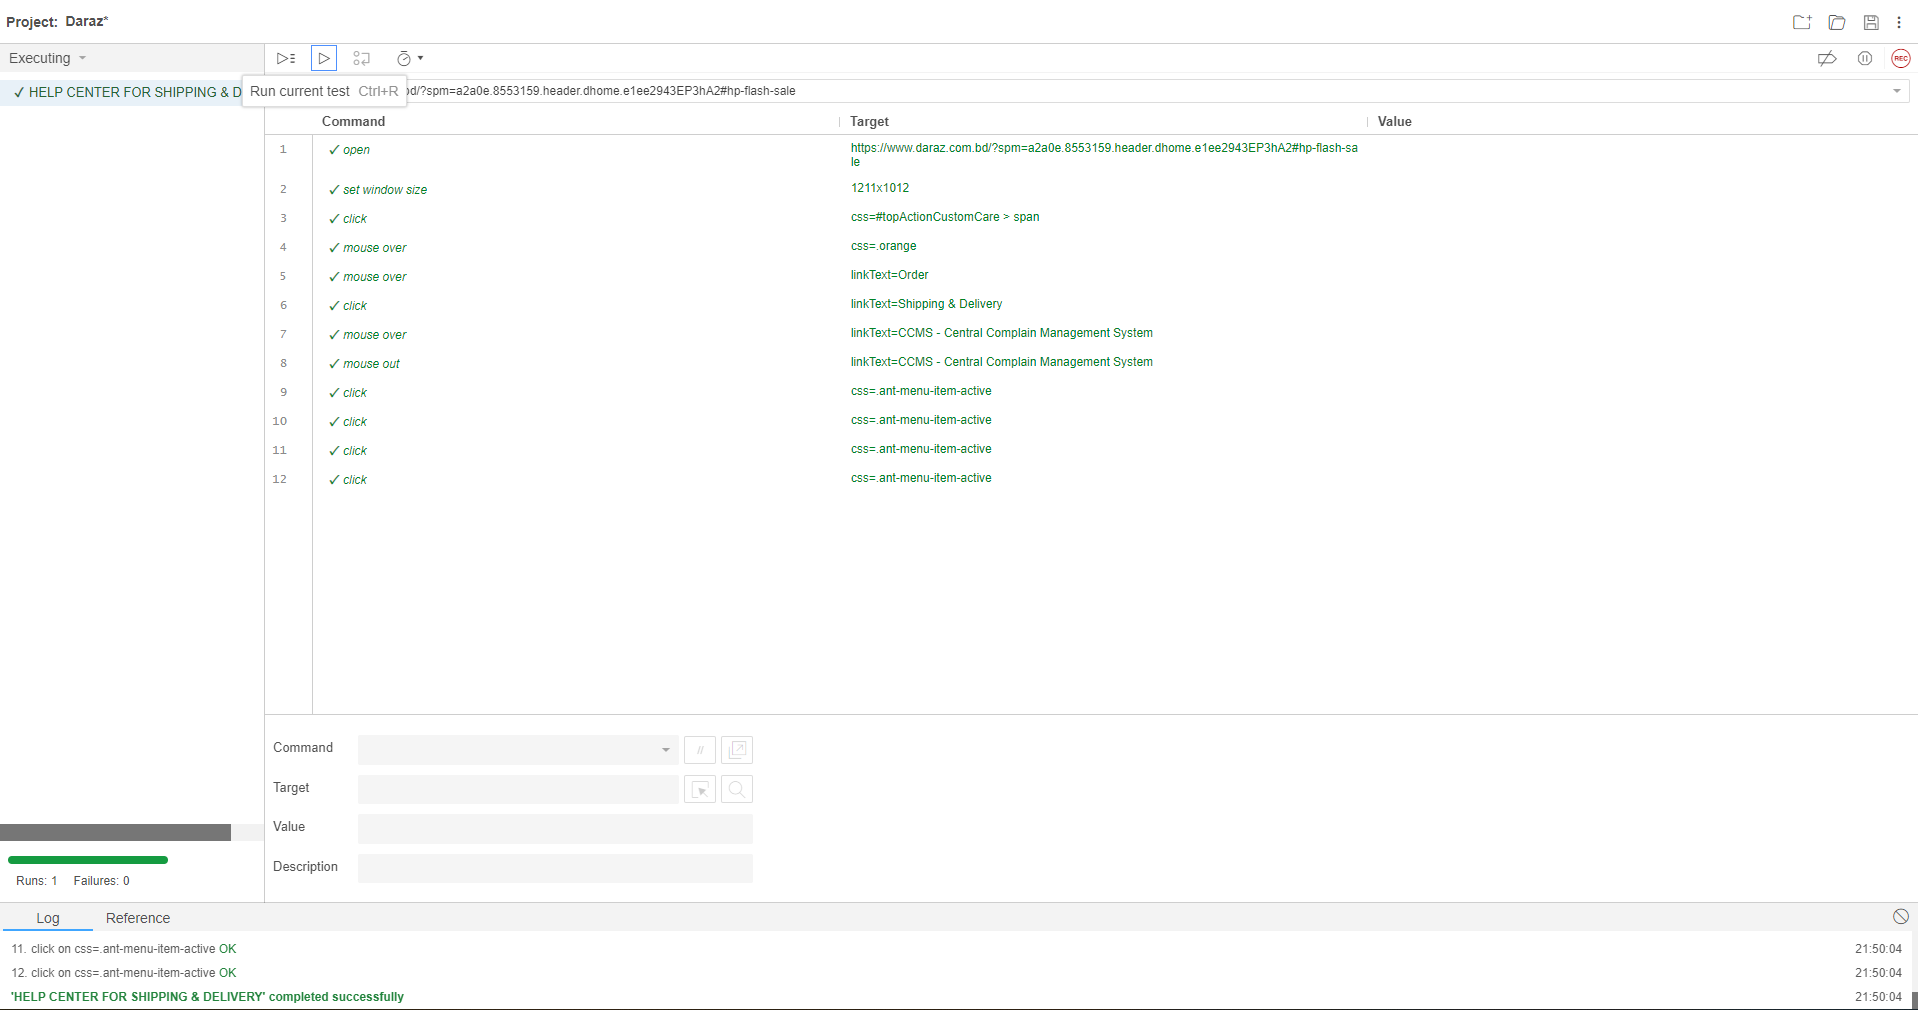 Project: Daraz*
Executing
REC
✓ HELP CENTER FOR SHIPPING & D
Run current test Ctrl+R
od/?spm=a2a0e.8553159.header.dhome.e1ee2943EP3hA2#hp-flash-sale
Command Target Value
1 ✓ open https://www.daraz.com.bd/?spm=a2a0e.8553159.header.dhome.e1ee2943EP3hA2#hp-flash-sa
le
2 ✓ set window size 1211x1012
3 ✓ click css=#topActionCustomCare > span
4 ✓ mouse over css=.orange
5 ✓ mouse over linkText=Order
6 ✓ click linkText=Shipping & Delivery
7 ✓ mouse over linkText=CCMS - Central Complain Management System
8 ✓ mouse out linkText=CCMS - Central Complain Management System
9 ✓ click css=.ant-menu-item-active
10 ✓ click css=.ant-menu-item-active
11 ✓ click css=.ant-menu-item-active
12 ✓ click css=.ant-menu-item-active
Command //
Target
Value
Description
Runs: 1 Failures: 0
Log Reference
11. click on css=.ant-menu-item-active OK 21:50:04
12. click on css=.ant-menu-item-active OK 21:50:04
'HELP CENTER FOR SHIPPING & DELIVERY' completed successfully 21:50:04